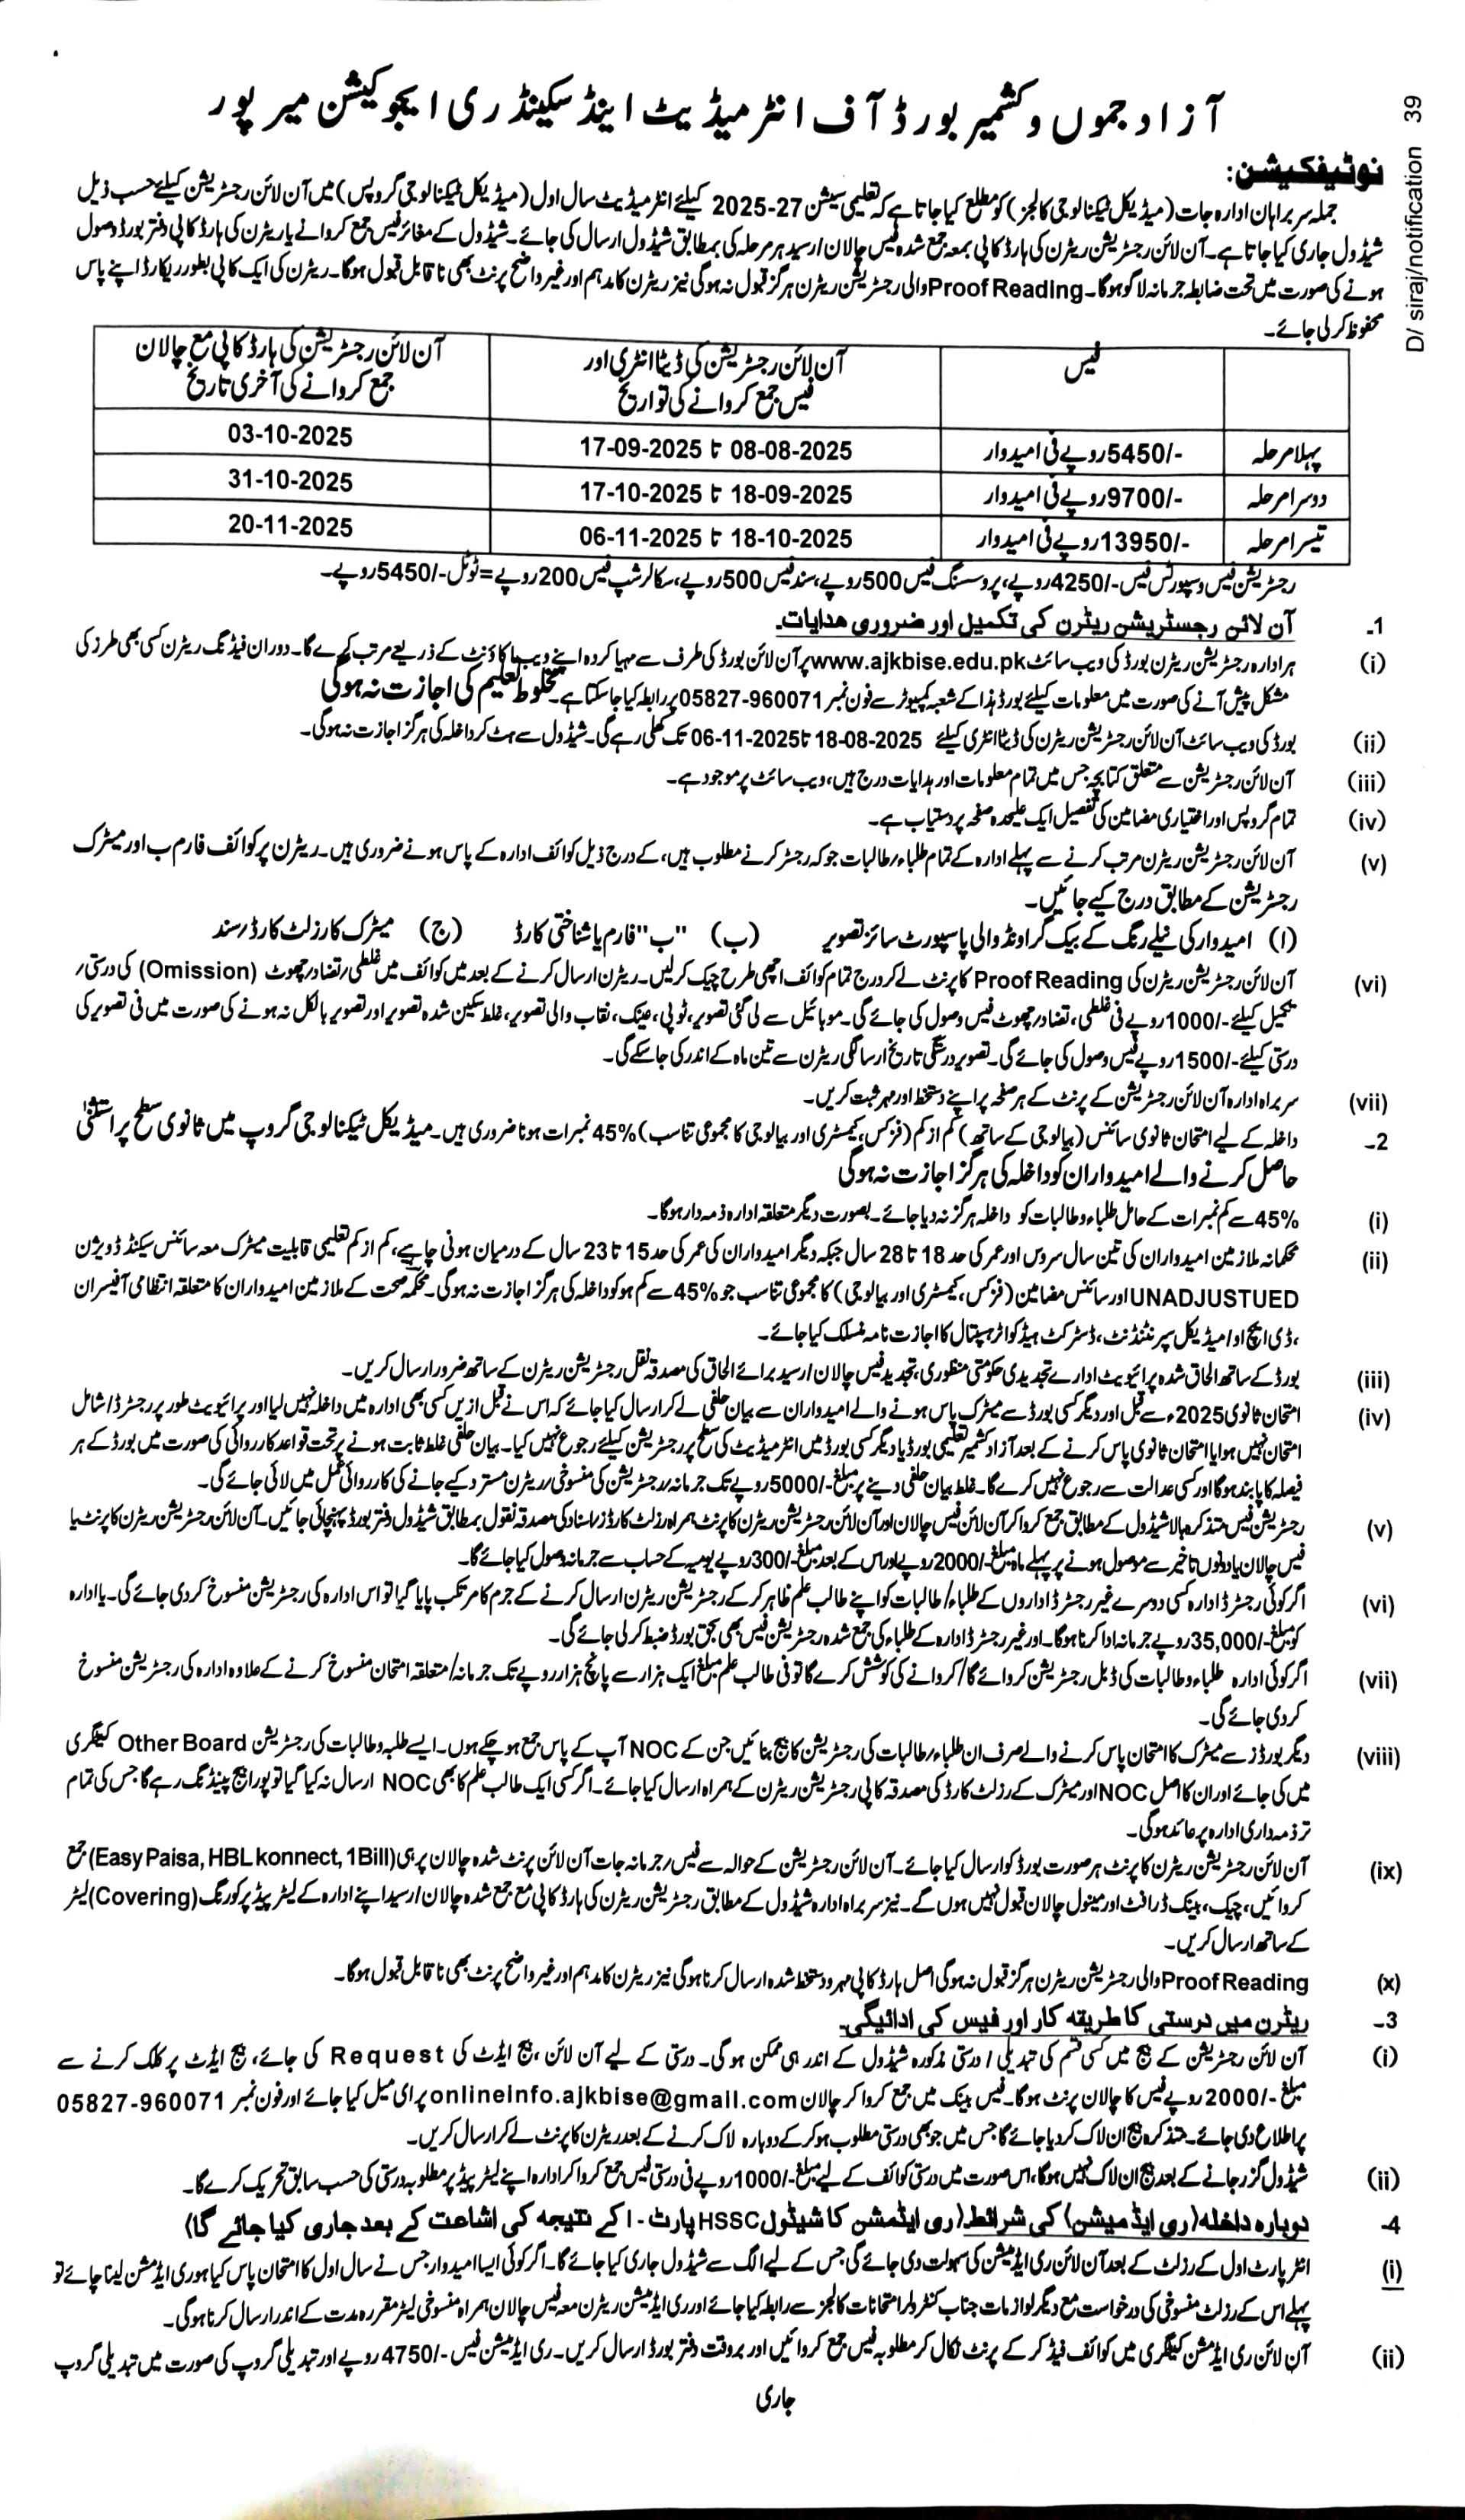 D/ siraj/notification 39
آزاد جموں و کشمیر بورڈ آف انٹرمیڈیٹ اینڈ سکینڈری ایجوکیشن میرپور
نوٹیفکیشن:
جملہ سربراہان ادارہ جات (میڈیکل ٹیکنالوجی کالجز) کو مطلع کیا جاتا ہے کہ تعلیمی سیشن 27-2025 کیلئے انٹرمیڈیٹ سال اول (میڈیکل ٹیکنالوجی گروپس) میں آن لائن رجسٹریشن کیلئے حسب ذیل
شیڈول جاری کیا جاتا ہے۔ آن لائن رجسٹریشن ریٹرن کی ہارڈ کاپی بمعہ جمع شدہ فیس چالان/رسید ہر مرحلہ کی بمطابق شیڈول ارسال کی جائے۔ شیڈول کے مغائر فیس جمع کروانے یا ریٹرن کی ہارڈ کاپی دفتر بورڈ وصول
ہونے کی صورت میں تحت ضابطہ جرمانہ لاگو ہوگا۔ Proof Reading والی رجسٹریشن ریٹرن ہرگز قبول نہ ہوگی نیز ریٹرن کا مدہم اور غیر واضح پرنٹ بھی ناقابل قبول ہوگا۔ ریٹرن کی ایک کاپی بطور ریکارڈ اپنے پاس
محفوظ کر لی جائے۔
فیس آن لائن رجسٹریشن کی ڈیٹا انٹری اور آن لائن رجسٹریشن کی ہارڈ کاپی مع چالان
فیس جمع کروانے کی تواریخ جمع کروانے کی آخری تاریخ
پہلا مرحلہ 5450/- روپے فی امیدوار 08-08-2025 تا 17-09-2025 03-10-2025
دوسرا مرحلہ 9700/- روپے فی امیدوار 18-09-2025 تا 17-10-2025 31-10-2025
تیسرا مرحلہ 13950/- روپے فی امیدوار 18-10-2025 تا 06-11-2025 20-11-2025
رجسٹریشن فیس و سپورٹس فیس -/4250 روپے، پروسسنگ فیس 500 روپے، سند فیس 500 روپے، سکالرشپ فیس 200 روپے = ٹوٹل -/5450 روپے۔
1۔ آن لائن رجسٹریشن ریٹرن کی تکمیل اور ضروری ھدایات۔
(i) ہر ادارہ رجسٹریشن ریٹرن بورڈ کی ویب سائٹ www.ajkbise.edu.pk پر آن لائن بورڈ کی طرف سے مہیا کردہ اپنے ویب اکاؤنٹ کے ذریعے مرتب کرے گا۔ دوران فیڈنگ ریٹرن کسی بھی طرز کی
مشکل پیش آنے کی صورت میں معلومات کیلئے بورڈ ہذا کے شعبہ کمپیوٹر سے فون نمبر 05827-960071 پر رابطہ کیا جا سکتا ہے۔ مخلوط تعلیم کی اجازت نہ ہوگی
(ii) بورڈ کی ویب سائٹ آن لائن رجسٹریشن ریٹرن کی ڈیٹا انٹری کیلئے 18-08-2025 تا 06-11-2025 تک کھلی رہے گی۔ شیڈول سے ہٹ کر داخلہ کی ہرگز اجازت نہ ہوگی۔
(iii) آن لائن رجسٹریشن سے متعلق کتابچہ جس میں تمام معلومات اور ہدایات درج ہیں، ویب سائٹ پر موجود ہے۔
(iv) تمام گروپس اور اختیاری مضامین کی تفصیل ایک علیحدہ صفحہ پر دستیاب ہے۔
(v) آن لائن رجسٹریشن ریٹرن مرتب کرنے سے پہلے ادارہ کے تمام طلباء/طالبات جو کہ رجسٹر کرنے مطلوب ہیں، کے درج ذیل کوائف ادارہ کے پاس ہونے ضروری ہیں۔ ریٹرن پر کوائف فارم ب اور میٹرک
رجسٹریشن کے مطابق درج کیے جائیں۔
(ا) امیدوار کی نیلے رنگ کے بیک گراونڈ والی پاسپورٹ سائز تصویر (ب) "ب" فارم یا شناختی کارڈ (ج) میٹرک کا رزلٹ کارڈ/سند
(vi) آن لائن رجسٹریشن ریٹرن کی Proof Reading کا پرنٹ لے کر درج تمام کوائف اچھی طرح چیک کر لیں۔ ریٹرن ارسال کرنے کے بعد میں کوائف میں غلطی/تضاد/چھوٹ (Omission) کی درستی/
تکمیل کیلئے -/1000 روپے فی غلطی، تضاد/چھوٹ فیس وصول کی جائے گی۔ موبائیل سے لی گئی تصویر، ٹوپی، عینک، نقاب والی تصویر، غلط سکین شدہ تصویر اور تصویر بالکل نہ ہونے کی صورت میں فی تصویر کی
درستی کیلئے -/1500 روپے فیس وصول کی جائے گی۔ تصویر درستگی تاریخ ارسالگی ریٹرن سے تین ماہ کے اندر کی جا سکے گی۔
(vii) سربراہ ادارہ آن لائن رجسٹریشن کے پرنٹ کے ہر صفحہ پر اپنے دستخط اور مہر ثبت کریں۔
2۔ داخلہ کے لیے امتحان ثانوی سائنس (بیالوجی کے ساتھ) کم از کم (فزکس، کیمسٹری اور بیالوجی کا مجموعی تناسب) 45% نمبرات ہونا ضروری ہیں۔ میڈیکل ٹیکنالوجی گروپ میں ثانوی سطح پر استثنیٰ
حاصل کرنے والے امیدواران کو داخلہ کی ہرگز اجازت نہ ہوگی
(i) 45% سے کم نمبرات کے حامل طلباء و طالبات کو داخلہ ہرگز نہ دیا جائے۔ بصورت دیگر متعلقہ ادارہ ذمہ دار ہوگا۔
(ii) محکمانہ ملازمین امیدواران کی تین سال سروس اور عمر کی حد 18 تا 28 سال جبکہ دیگر امیدواران کی عمر کی حد 15 تا 23 سال کے درمیان ہونی چاہیے، کم از کم تعلیمی قابلیت میٹرک معہ سائنس سیکنڈ ڈویژن
UNADJUSTUED اور سائنس مضامین (فزکس، کیمسٹری اور بیالوجی) کا مجموعی تناسب جو 45% سے کم ہو کو داخلہ کی ہرگز اجازت نہ ہوگی۔ محکمہ صحت کے ملازمین امیدواران کا متعلقہ انتظامی آفیسران
،ڈی ایچ او/میڈیکل سپرنٹنڈنٹ، ڈسٹرکٹ ہیڈکوارٹر ہسپتال کا اجازت نامہ منسلک کیا جائے۔
(iii) بورڈ کے ساتھ الحاق شدہ پرائیویٹ ادارے تجدیدی حکومتی منظوری، تجدید فیس چالان/رسید برائے الحاق کی مصدقہ نقل رجسٹریشن ریٹرن کے ساتھ ضرور ارسال کریں۔
(iv) امتحان ثانوی 2025ء سے قبل اور دیگر کسی بورڈ سے میٹرک پاس ہونے والے امیدواران سے بیان حلفی لے کر ارسال کیا جائے کہ اس نے قبل ازیں کسی بھی ادارہ میں داخلہ نہیں لیا اور پرائیویٹ طور پر رجسٹرڈ/شامل
امتحان نہیں ہوا یا امتحان ثانوی پاس کرنے کے بعد آزاد کشمیر تعلیمی بورڈ یا دیگر کسی بورڈ میں انٹرمیڈیٹ کی سطح پر رجسٹریشن کیلئے رجوع نہیں کیا۔ بیان حلفی غلط ثابت ہونے پر تحت قواعد کارروائی کی صورت میں بورڈ کے ہر
فیصلہ کا پابند ہوگا اور کسی عدالت سے رجوع نہیں کرے گا۔ غلط بیان حلفی دینے پر مبلغ -/5000 روپے تک جرمانہ/رجسٹریشن کی منسوخی/ریٹرن مسترد کیے جانے کی کارروائی عمل میں لائی جائے گی۔
(v) رجسٹریشن فیس متذکرہ بالا شیڈول کے مطابق جمع کروا کر آن لائن فیس چالان اور آن لائن رجسٹریشن ریٹرن کا پرنٹ ہمراہ رزلٹ کارڈز/اسناد کی مصدقہ نقول بمطابق شیڈول دفتر بورڈ پہنچائی جائیں۔ آن لائن رجسٹریشن ریٹرن کا پرنٹ یا
فیس چالان یا دونوں تاخیر سے موصول ہونے پر پہلے ماہ مبلغ -/2000 روپے اور اس کے بعد مبلغ -/300 روپے یومیہ کے حساب سے جرمانہ وصول کیا جائے گا۔
(vi) اگر کوئی رجسٹرڈ ادارہ کسی دوسرے غیر رجسٹرڈ اداروں کے طلباء/طالبات کو اپنے طالب علم ظاہر کر کے رجسٹریشن ریٹرن ارسال کرنے کے جرم کا مرتکب پایا گیا تو اس ادارہ کی رجسٹریشن منسوخ کر دی جائے گی۔ یا ادارہ
کو مبلغ -/35,000 روپے جرمانہ ادا کرنا ہوگا۔ اور غیر رجسٹرڈ ادارہ کے طلباء کی جمع شدہ رجسٹریشن فیس بھی بحق بورڈ ضبط کر لی جائے گی۔
(vii) اگر کوئی ادارہ طلباء و طالبات کی ڈبل رجسٹریشن کروائے گا/کروانے کی کوشش کرے گا تو فی طالب علم مبلغ ایک ہزار سے پانچ ہزار روپے تک جرمانہ/متعلقہ امتحان منسوخ کرنے کے علاوہ ادارہ کی رجسٹریشن منسوخ
کر دی جائے گی۔
(viii) دیگر بورڈز سے میٹرک کا امتحان پاس کرنے والے صرف ان طلباء/طالبات کی رجسٹریشن کا بیج بنائیں جن کے NOC آپ کے پاس جمع ہو چکے ہوں۔ ایسے طلبہ و طالبات کی رجسٹریشن Other Board کیٹگری
میں کی جائے اور ان کا اصل NOC اور میٹرک کے رزلٹ کارڈ کی مصدقہ کاپی رجسٹریشن ریٹرن کے ہمراہ ارسال کیا جائے۔ اگر کسی ایک طالب علم کا بھی NOC ارسال نہ کیا گیا تو پورا بیج پینڈنگ رہے گا جس کی تمام
تر ذمہ داری ادارہ پر عائد ہوگی۔
(ix) آن لائن رجسٹریشن ریٹرن کا پرنٹ ہر صورت بورڈ کو ارسال کیا جائے۔ آن لائن رجسٹریشن کے حوالہ سے فیس/جرمانہ جات آن لائن پرنٹ شدہ چالان پر ہی (Easy Paisa, HBL konnect, 1Bill) جمع
کروائیں، چیک، بینک ڈرافٹ اور مینول چالان قبول نہیں ہوں گے۔ نیز سربراہ ادارہ شیڈول کے مطابق رجسٹریشن ریٹرن کی ہارڈ کاپی مع جمع شدہ چالان/رسید اپنے ادارہ کے لیٹر پیڈ پر کورنگ (Covering) لیٹر
کے ساتھ ارسال کریں۔
(x) Proof Reading والی رجسٹریشن ریٹرن ہرگز قبول نہ ہوگی اصل ہارڈ کاپی مہر و دستخط شدہ ارسال کرنا ہوگی نیز ریٹرن کا مدہم اور غیر واضح پرنٹ بھی ناقابل قبول ہوگا۔
3۔ ریٹرن میں درستی کا طریقہ کار اور فیس کی ادائیگی۔
(i) آن لائن رجسٹریشن کے بیج میں کسی قسم کی تبدیلی / درستی مذکورہ شیڈول کے اندر ہی ممکن ہو گی۔ درستی کے لیے آن لائن، بیج ایڈٹ کی Request کی جائے، بیج ایڈٹ پر کلک کرنے سے
مبلغ -/2000 روپے فیس کا چالان پرنٹ ہوگا۔ فیس بینک میں جمع کروا کر چالان onlineinfo.ajkbise@gmail.com پر ای میل کیا جائے اور فون نمبر 05827-960071
پر اطلاع دی جائے۔ متذکرہ بیج ان لاک کر دیا جائے گا جس میں جو بھی درستی مطلوب ہو کر کے دوبارہ لاک کرنے کے بعد ریٹرن کا پرنٹ لے کر ارسال کریں۔
(ii) شیڈول گزر جانے کے بعد بیج ان لاک نہیں ہوگا، اس صورت میں درستی کوائف کے لیے مبلغ -/1000 روپے فی درستی فیس جمع کروا کر ادارہ اپنے لیٹر پیڈ پر مطلوبہ درستی کی حسب سابق تحریک کرے گا۔
4۔ دوبارہ داخلہ (ری ایڈمیشن) کی شرائط (ری ایڈمشن کا شیڈول HSSC پارٹ - I کے نتیجہ کی اشاعت کے بعد جاری کیا جائے گا)
(i) انٹر پارٹ اول کے رزلٹ کے بعد آن لائن ری ایڈمیشن کی سہولت دی جائے گی جس کے لیے الگ سے شیڈول جاری کیا جائے گا۔ اگر کوئی ایسا امیدوار جس نے سال اول کا امتحان پاس کیا ہو ری ایڈمشن لینا چاہے تو
پہلے اس کے رزلٹ منسوخی کی درخواست مع دیگر لوازمات جناب کنٹرولر امتحانات کالجز سے رابطہ کیا جائے اور ری ایڈمیشن ریٹرن معہ فیس چالان ہمراہ منسوخی لیٹر مقررہ مدت کے اندر ارسال کرنا ہوگی۔
(ii) آن لائن ری ایڈمشن کیٹگری میں کوائف فیڈ کر کے پرنٹ نکال کر مطلوبہ فیس جمع کروائیں اور بروقت دفتر بورڈ ارسال کریں۔ ری ایڈمیشن فیس -/4750 روپے اور تبدیلی گروپ کی صورت میں تبدیلی گروپ
جاری